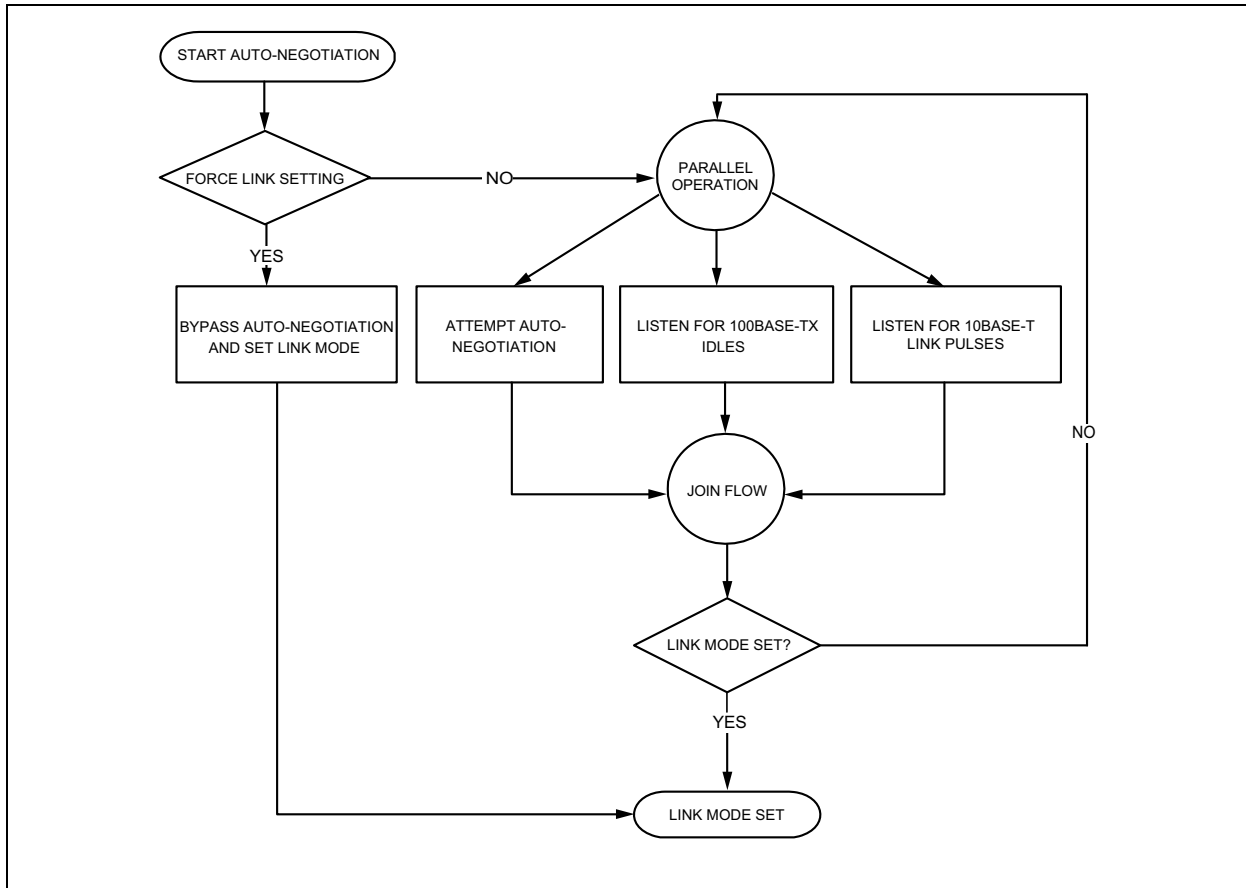 START AUTO-NEGOTIATION
FORCE LINK SETTING
NO
PARALLEL
OPERATION
YES
BYPASS AUTO-NEGOTIATION
AND SET LINK MODE
ATTEMPT AUTO-
NEGOTIATION
LISTEN FOR 100BASE-TX
IDLES
LISTEN FOR 10BASE-T
LINK PULSES
JOIN FLOW
NO
LINK MODE SET?
YES
LINK MODE SET